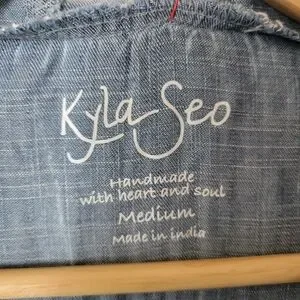 Kyla Seo
Handmade
with heart and soul
Medium
Made in india